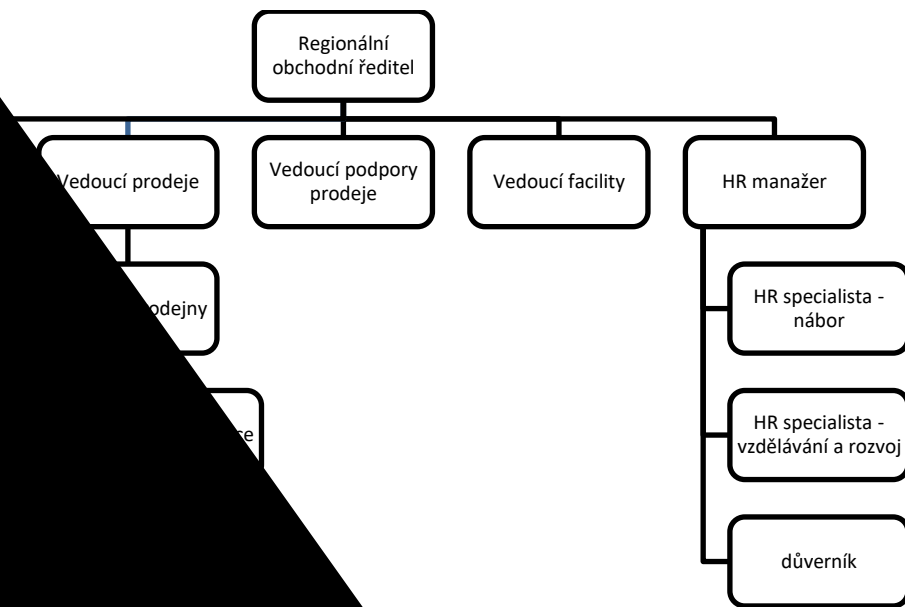 Regionální
obchodní ředitel
Vedoucí prodeje
Vedoucí podpory
prodeje
Vedoucí facility
HR manažer
HR specialista -
nábor
HR specialista -
vzdělávání a rozvoj
důverník